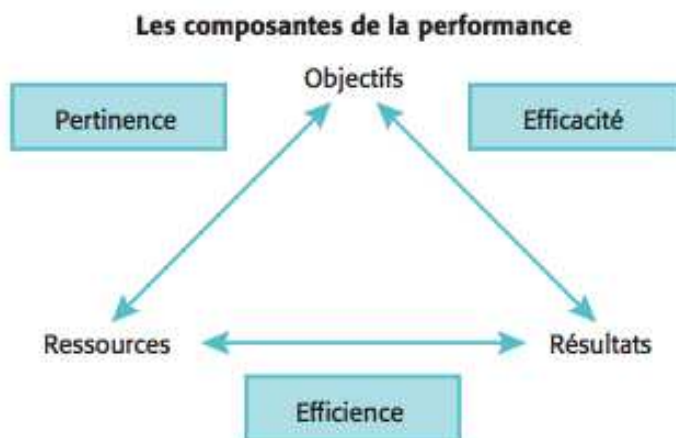 Les composantes de la performance
Objectifs
Pertinence
Efficacité
Ressources
Résultats
Efficience